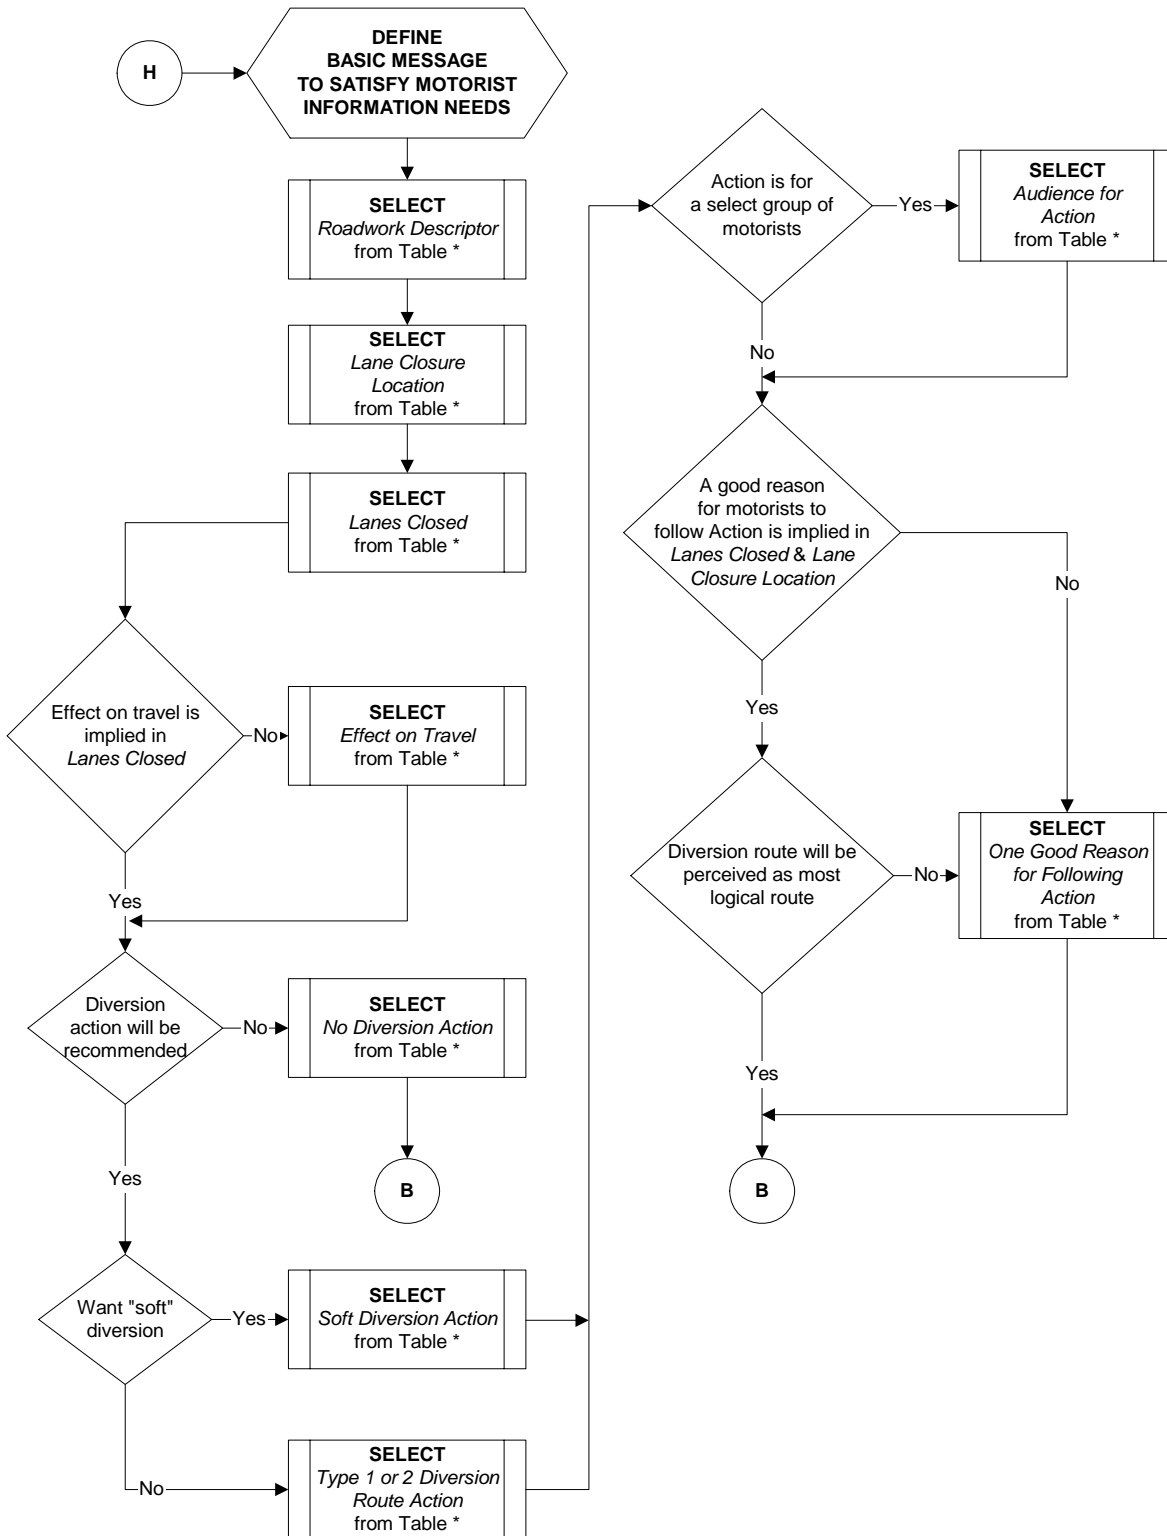 H
DEFINE
BASIC MESSAGE
TO SATISFY MOTORIST
INFORMATION NEEDS
SELECT
Roadwork Descriptor
from Table *
SELECT
Lane Closure
Location
from Table *
SELECT
Lanes Closed
from Table *
Effect on travel is
implied in
Lanes Closed
No
SELECT
Effect on Travel
from Table *
Yes
Diversion
action will be
recommended
No
SELECT
No Diversion Action
from Table *
B
Yes
Want "soft"
diversion
Yes
SELECT
Soft Diversion Action
from Table *
No
SELECT
Type 1 or 2 Diversion
Route Action
from Table *
Action is for
a select group of
motorists
Yes
SELECT
Audience for
Action
from Table *
No
A good reason
for motorists to
follow Action is implied in
Lanes Closed & Lane
Closure Location
No
Yes
Diversion route will be
perceived as most
logical route
No
SELECT
One Good Reason
for Following
Action
from Table *
Yes
B